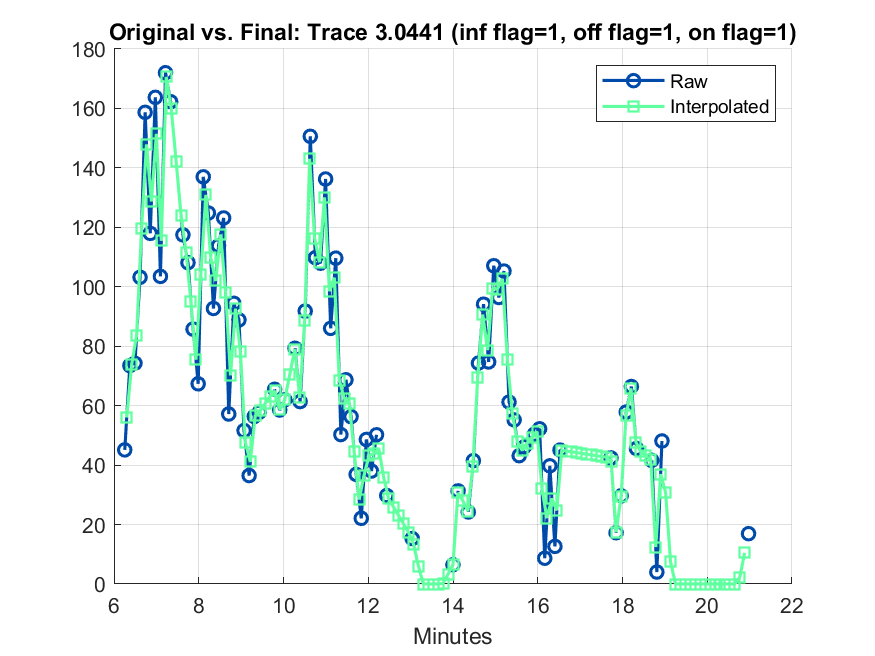 Original vs. Final: Trace 3.0441 (inf flag=1, off flag=1, on flag=1)
180
160
140
120
100
80
60
40
20
0
Raw
Interpolated
6 8 10 12 14 16 18 20 22
Minutes